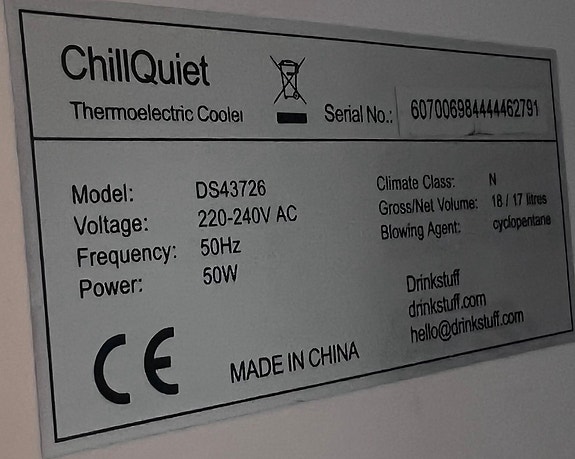 ChillQuiet
Thermoelectric Cooler
Serial No.: 607006984444462791
Model: DS43726
Voltage: 220-240V AC
Frequency: 50Hz
Power: 50W
Climate Class: N
Gross/Net Volume: 18 / 17 litres
Blowing Agent: cyclopentane
Drinkstuff
drinkstuff.com
hello@drinkstuff.com
CE
MADE IN CHINA